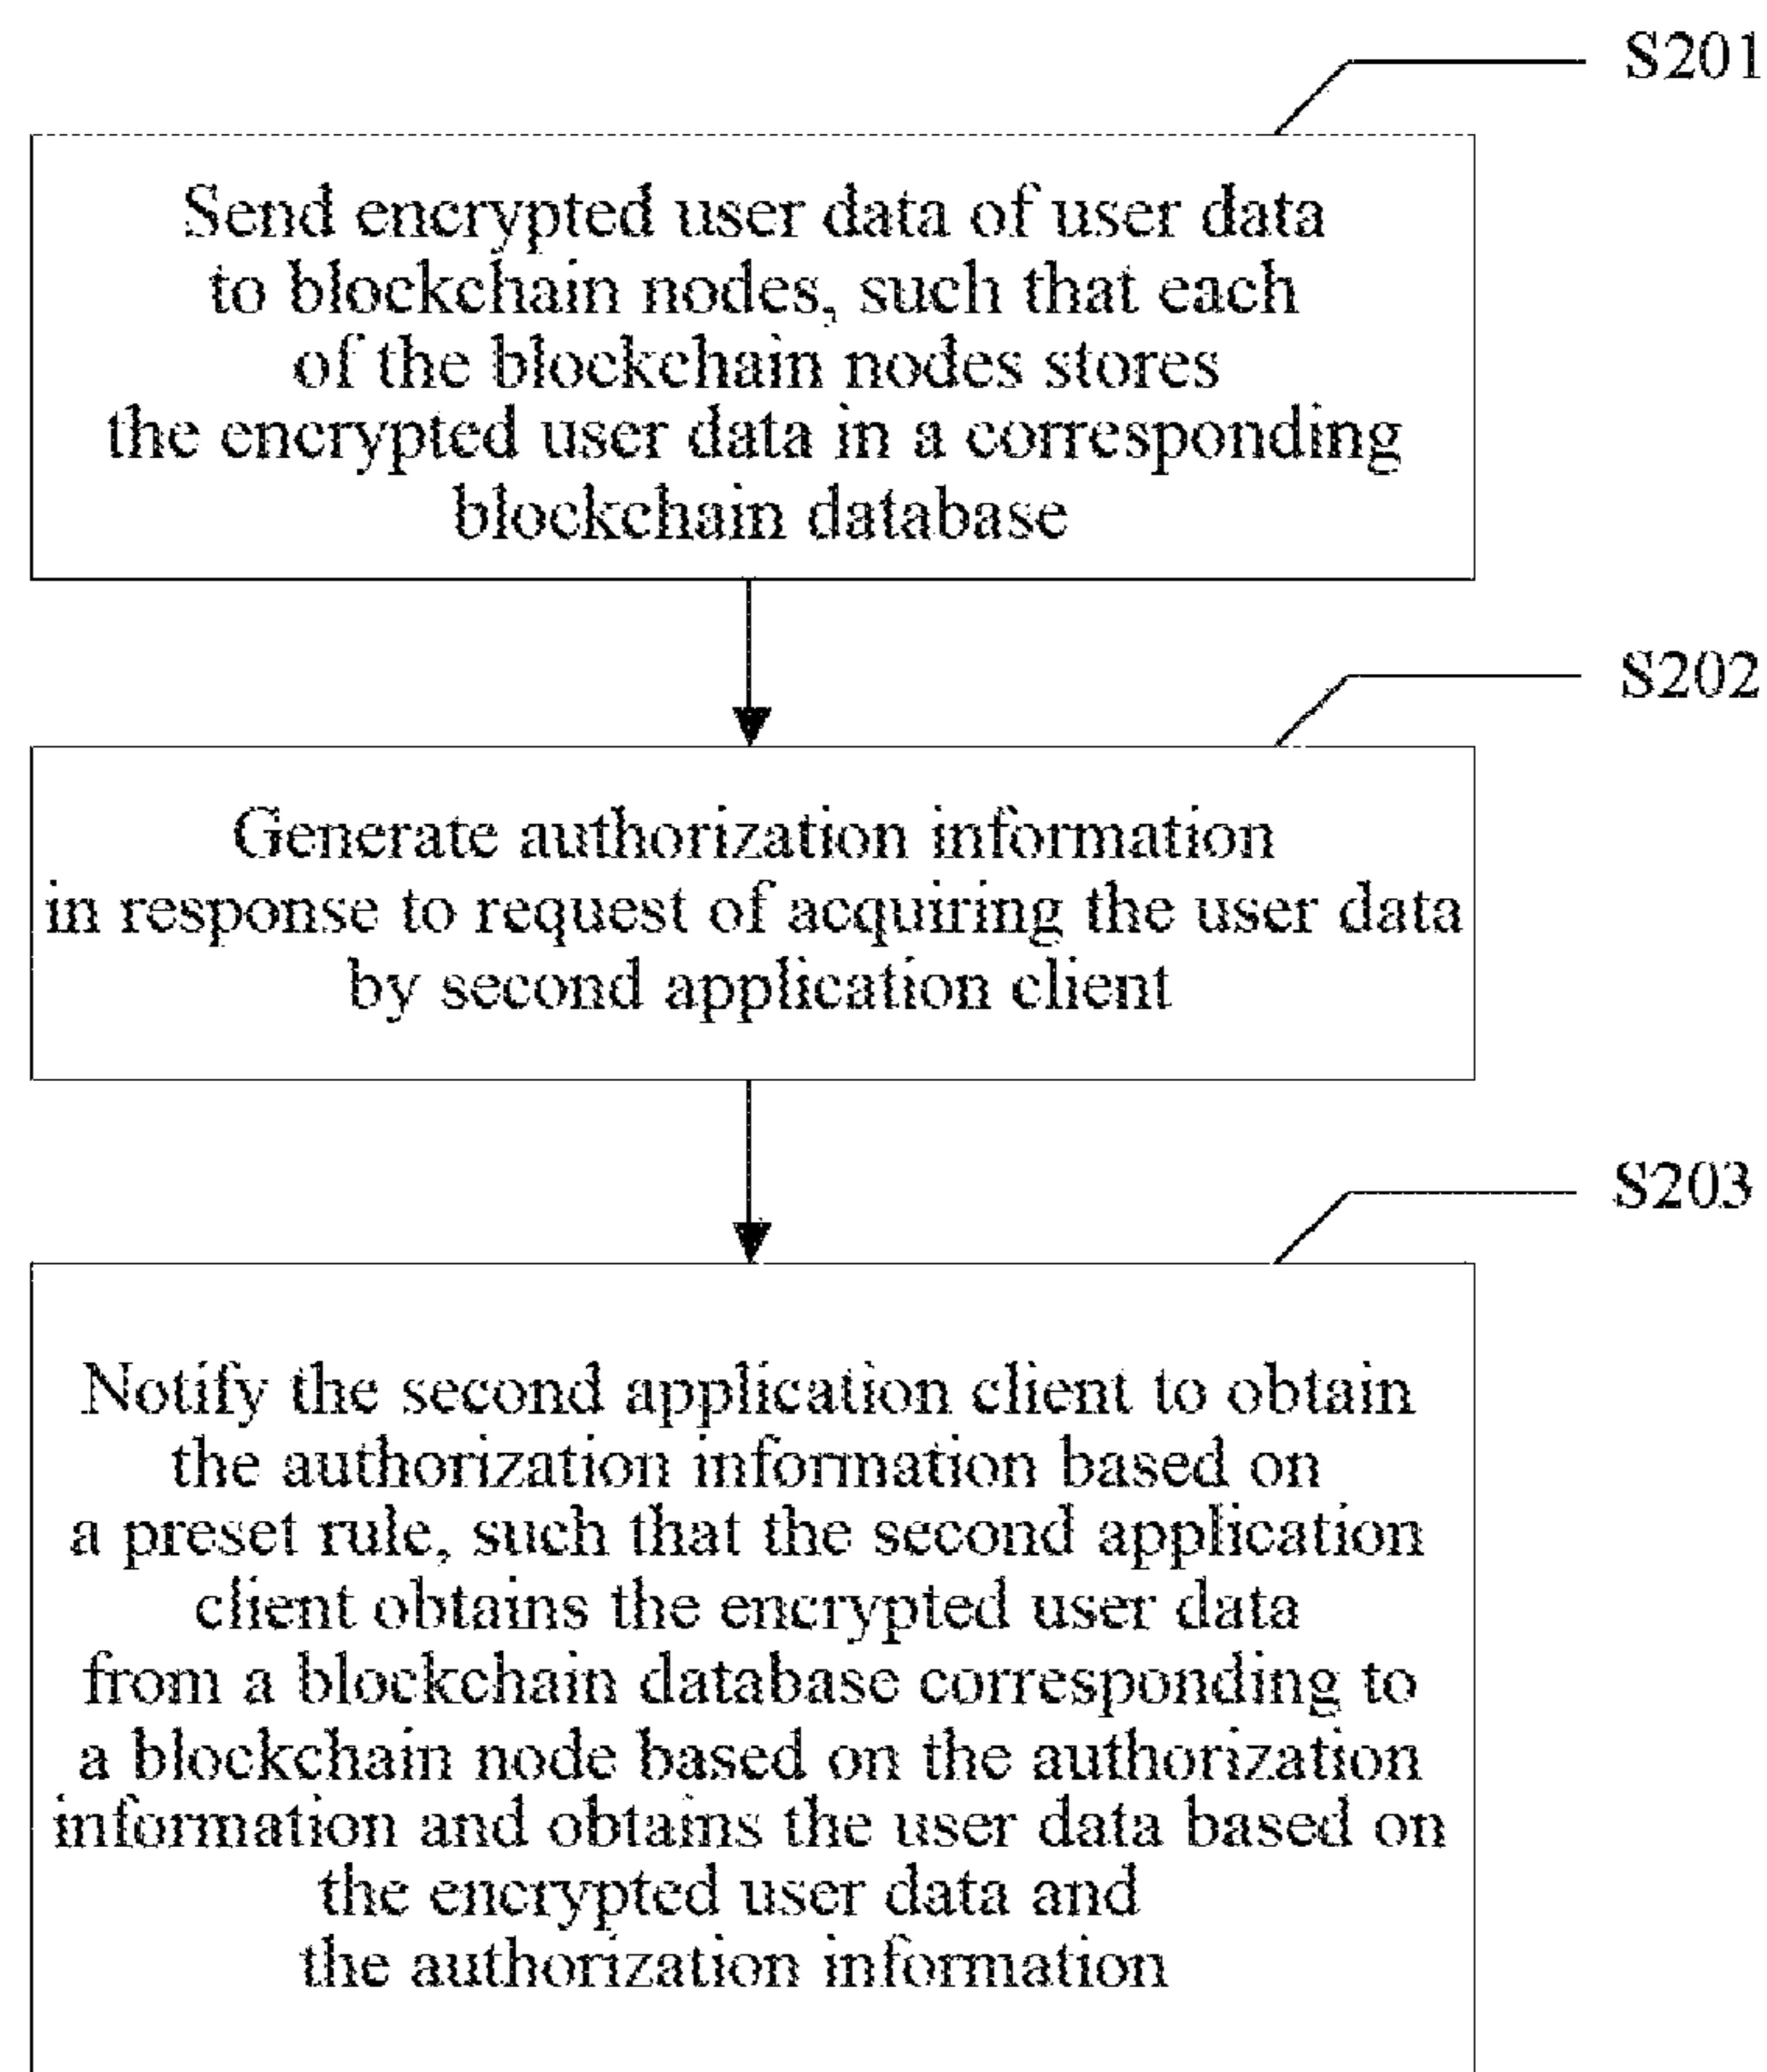 S201
Send encrypted user data of user data
to blockchain nodes, such that each
of the blockchain nodes stores
the encrypted user data in a corresponding
blockchain database
S202
Generate authorization information
in response to request of acquiring the user data
by second application client
S203
Notify the second application client to obtain
the authorization information based on
a preset rule, such that the second application
client obtains the encrypted user data
from a blockchain database corresponding to
a blockchain node based on the authorization
information and obtains the user data based on
the encrypted user data and
the authorization information